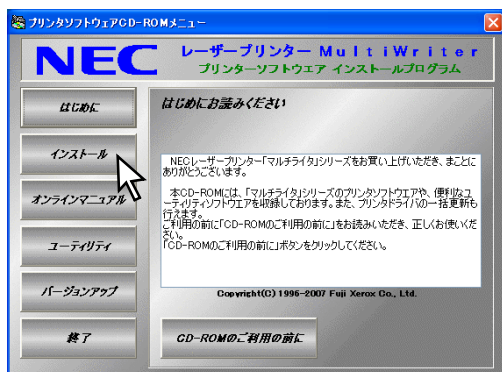 プリンタソフトウェアCD-ROMメニュー
NEC
レーザープリンター MultiWriter
プリンターソフトウエア インストールプログラム
はじめに
はじめにお読みください
インストール
NECレーザープリンター「マルチライタ」シリーズをお買い上げいただき、まことに
ありがとうございます。
本CD-ROMには、「マルチライタ」シリーズのプリンタソフトウエアや、便利なユ
ーティリティソフトウエアを収録しております。また、プリンタドライバの一括更新も
行えます。
ご利用の前に「CD-ROMのご利用の前に」をお読みいただき、正しくお使いくだ
さい。
「CD-ROMのご利用の前に」ボタンをクリックしてください。
オンラインマニュアル
ユーティリティ
バージョンアップ
Copyright(C) 1996-2007 Fuji Xerox Co., Ltd.
終了
CD-ROMのご利用の前に